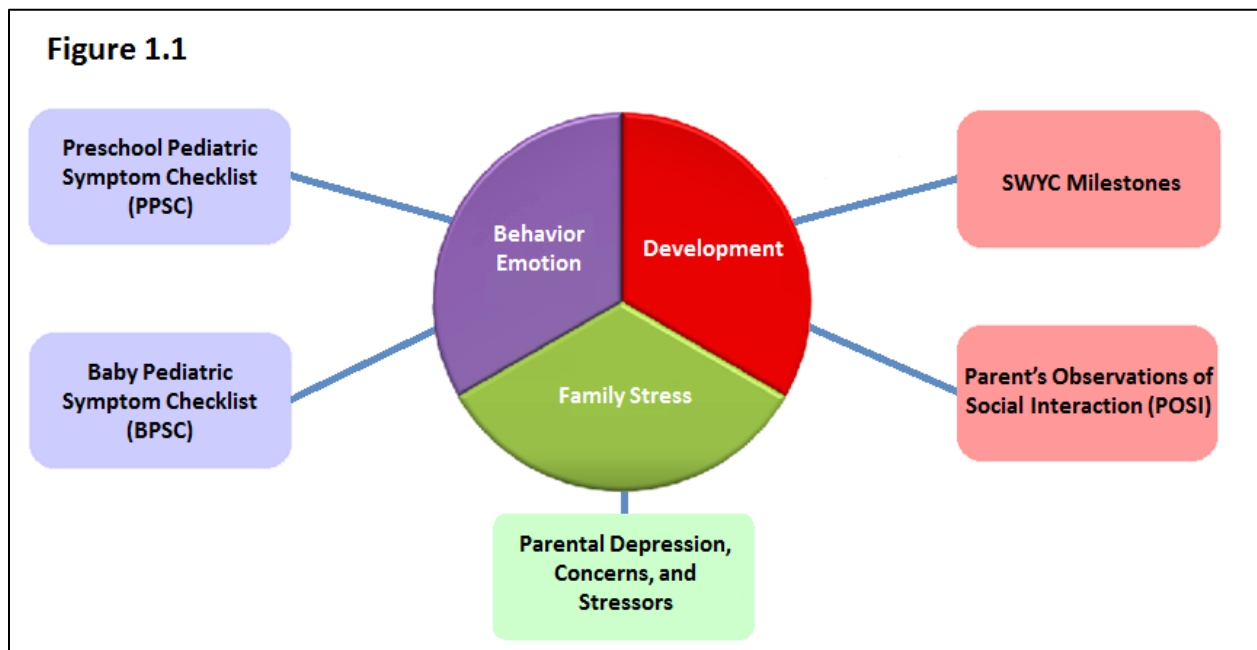 Figure 1.1
Preschool Pediatric
Symptom Checklist
(PPSC)
Baby Pediatric
Symptom Checklist
(BPSC)
Behavior
Emotion
Development
Family Stress
SWYC Milestones
Parent’s Observations of
Social Interaction (POSI)
Parental Depression,
Concerns, and
Stressors